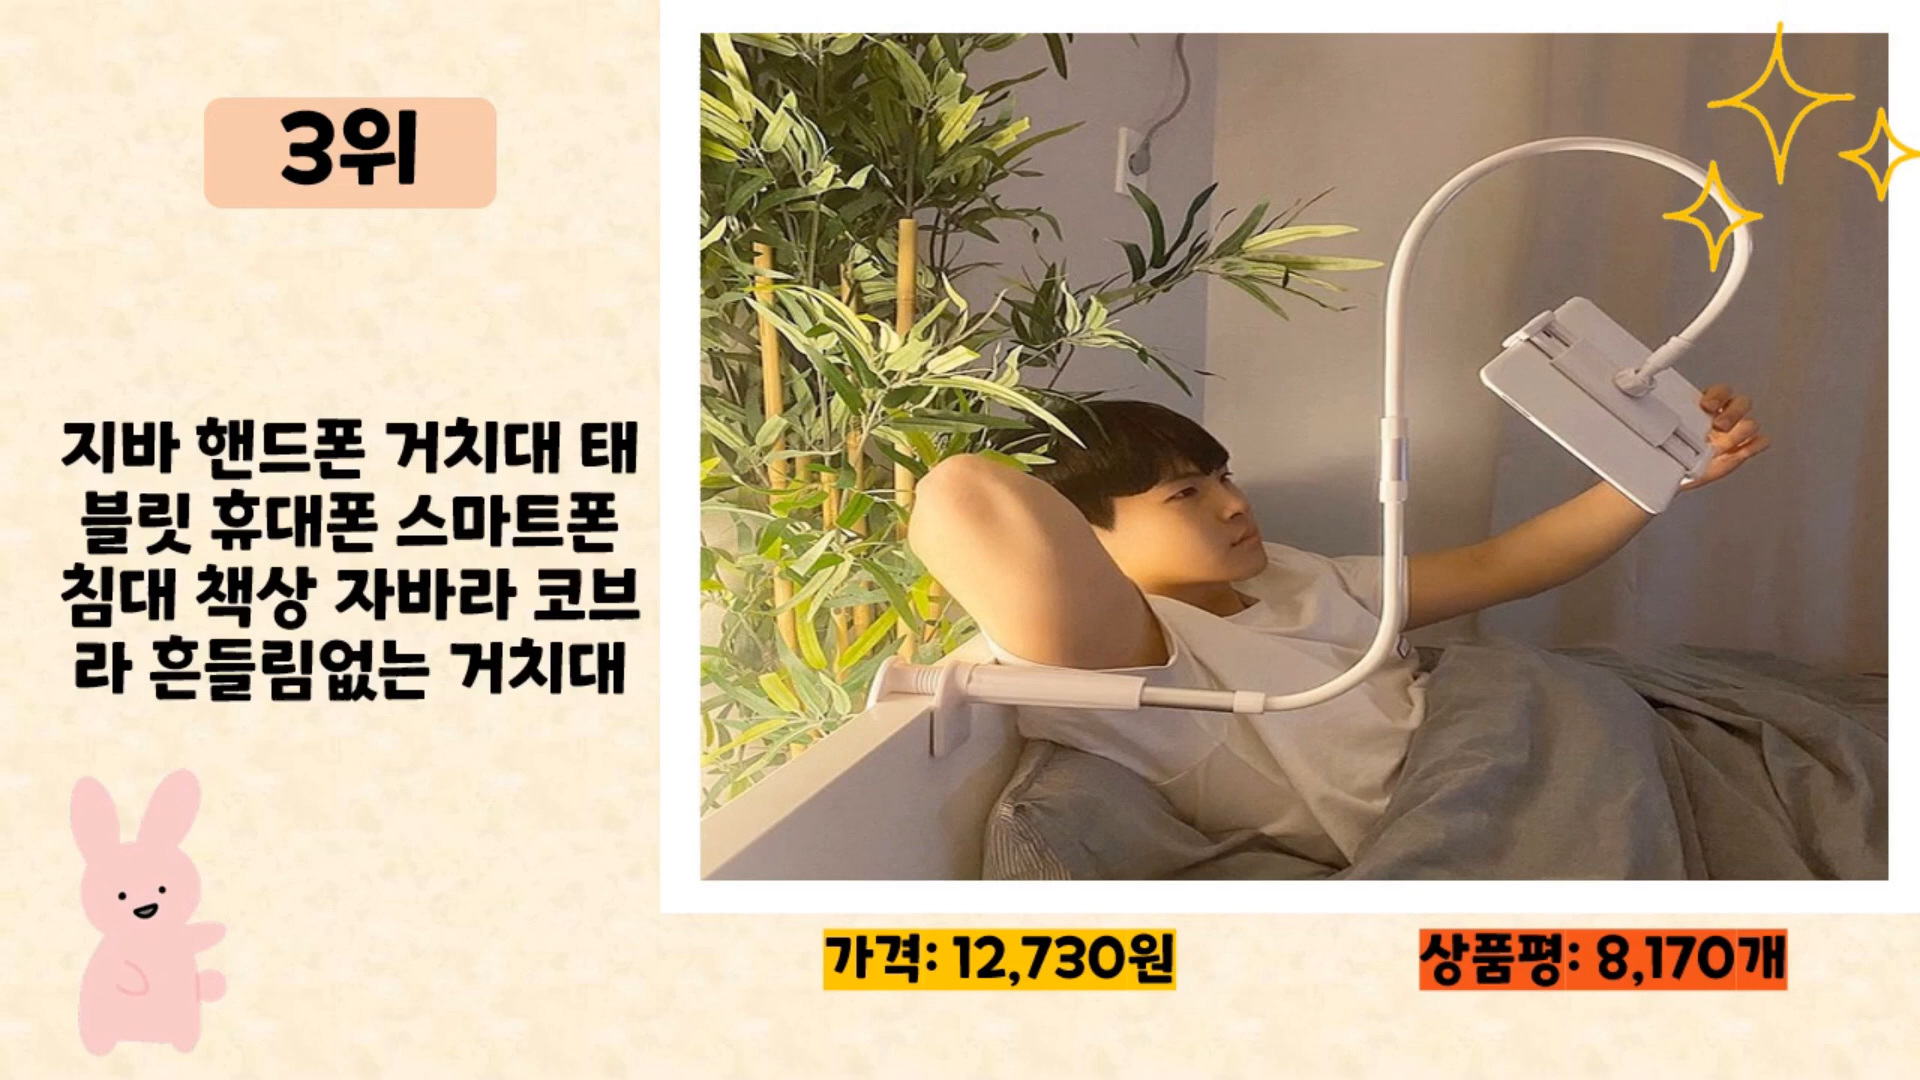 3위
지바 핸드폰 거치대 태
블릿 휴대폰 스마트폰
침대 책상 자바라 코브
라 흔들림없는 거치대
가격: 12,730원
상품평: 8,170개